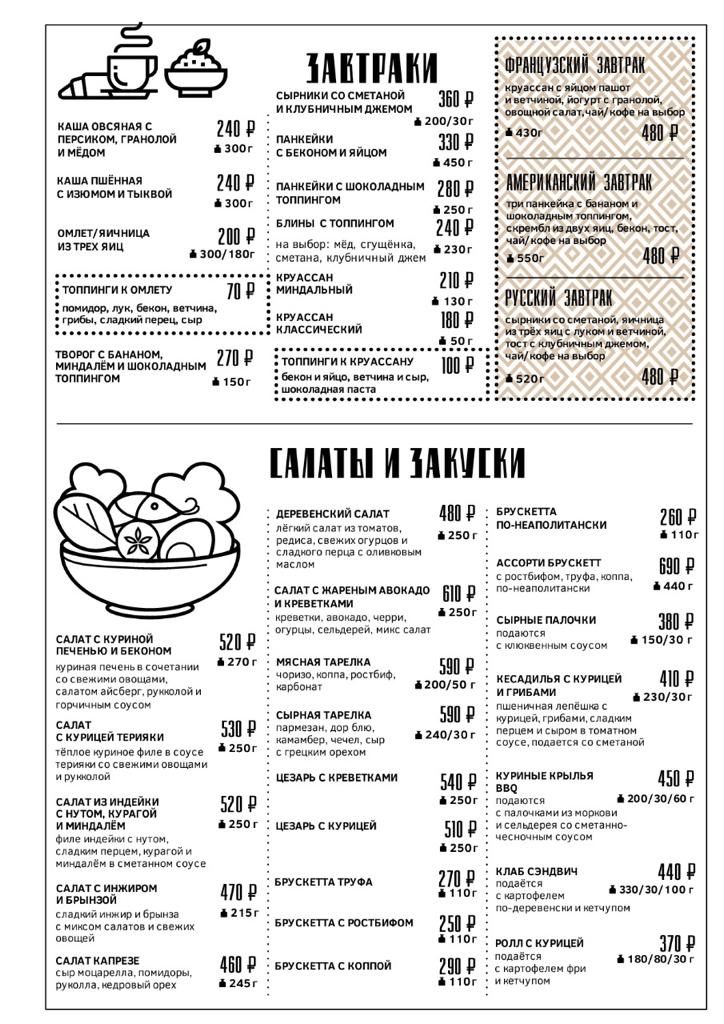 ЗАВТРАКИ
КАША ОВСЯНАЯ С
ПЕРСИКОМ, ГРАНОЛОЙ
И МЁДОМ
240 ₽
300г
КАША ПШЁННАЯ
С ИЗЮМОМ И ТЫКВОЙ
240 ₽
300г
ОМЛЕТ/ЯИЧНИЦА
ИЗ ТРЕХ ЯИЦ
200 ₽
300/180г
ТОППИНГИ К ОМЛЕТУ
70 ₽
помидор, лук, бекон, ветчина,
грибы, сладкий перец, сыр
ТВОРОГ С БАНАНОМ,
МИНДАЛЁМ И ШОКОЛАДНЫМ
ТОППИНГОМ
270 ₽
150г
СЫРНИКИ СО СМЕТАНОЙ
И КЛУБНИЧНЫМ ДЖЕМОМ
360 ₽
200/30г
ПАНКЕЙКИ
С БЕКОНОМ И ЯЙЦОМ
330 ₽
450 г
ПАНКЕЙКИ С ШОКОЛАДНЫМ
ТОППИНГОМ
280 ₽
250 г
БЛИНЫ С ТОППИНГОМ
240 ₽
на выбор: мёд, сгущёнка,
сметана, клубничный джем
230г
КРУАССАН
МИНДАЛЬНЫЙ
210 ₽
130 г
КРУАССАН
КЛАССИЧЕСКИЙ
180 ₽
50 г
ТОППИНГИ К КРУАССАНУ
100 ₽
бекон и яйцо, ветчина и сыр,
шоколадная паста
ФРАНЦУЗСКИЙ ЗАВТРАК
круассан с яйцом пашот
и ветчиной, йогурт с гранолой,
овощной салат,чай/кофе на выбор
430г
480 ₽
АМЕРИКАНСКИЙ ЗАВТРАК
три панкейка с бананом и
шоколадным топпингом,
скрембл из двух яиц, бекон, тост,
чай/кофе на выбор
550г
480 ₽
РУССКИЙ ЗАВТРАК
сырники со сметаной, яичница
из трёх яиц с луком и ветчиной,
тост с клубничным джемом,
чай/кофе на выбор
520г
480 ₽
САЛАТЫ И ЗАКУСКИ
САЛАТ С КУРИНОЙ
ПЕЧЕНЬЮ И БЕКОНОМ
520 ₽
270 г
куриная печень в сочетании
со свежими овощами,
салатом айсберг, рукколой и
горчичным соусом
САЛАТ
С КУРИЦЕЙ ТЕРИЯКИ
530 ₽
250г
тёплое куриное филе в соусе
терияки со свежими овощами
и рукколой
САЛАТ ИЗ ИНДЕЙКИ
С НУТОМ, КУРАГОЙ
И МИНДАЛЁМ
520 ₽
250 г
филе индейки с нутом,
сладким перцем, курагой и
миндалём в сметанном соусе
САЛАТ С ИНЖИРОМ
И БРЫНЗОЙ
470 ₽
215г
сладкий инжир и брынза
с миксом салатов и свежих
овощей
САЛАТ КАПРЕЗЕ
460 ₽
245г
сыр моцарелла, помидоры,
руколла, кедровый орех
ДЕРЕВЕНСКИЙ САЛАТ
480 ₽
250 г
лёгкий салат из томатов,
редиса, свежих огурцов и
сладкого перца с оливковым
маслом
САЛАТ С ЖАРЕНЫМ АВОКАДО
И КРЕВЕТКАМИ
610 ₽
250г
креветки, авокадо, черри,
огурцы, сельдерей, микс салат
МЯСНАЯ ТАРЕЛКА
590 ₽
200/50 г
чоризо, коппа, ростбиф,
карбонат
СЫРНАЯ ТАРЕЛКА
590 ₽
240/30 г
пармезан, дор блю,
камамбер, чечел, сыр
с грецким орехом
ЦЕЗАРЬ С КРЕВЕТКАМИ
540 ₽
250г
ЦЕЗАРЬ С КУРИЦЕЙ
510 ₽
250г
БРУСКЕТТА ТРУФА
270 ₽
110г
БРУСКЕТТА С РОСТБИФОМ
250 ₽
110г
БРУСКЕТТА С КОППОЙ
290 ₽
110г
БРУСКЕТТА
ПО-НЕАПОЛИТАНСКИ
260 ₽
110г
АССОРТИ БРУСКЕТТ
690 ₽
440 г
с ростбифом, труфа, коппа,
по-неаполитански
СЫРНЫЕ ПАЛОЧКИ
380 ₽
150/30 г
подаются
с клюквенным соусом
КЕСАДИЛЬЯ С КУРИЦЕЙ
И ГРИБАМИ
410 ₽
230/30г
пшеничная лепёшка с
курицей, грибами, сладким
перцем и сыром в томатном
соусе, подается со сметаной
КУРИНЫЕ КРЫЛЬЯ
BBQ
450 ₽
200/30/60 г
подаются
с палочками из моркови
и сельдерея со сметанно-
чесночным соусом
КЛАБ СЭНДВИЧ
440 ₽
330/30/100 г
подаётся
с картофелем
по-деревенски и кетчупом
РОЛЛ С КУРИЦЕЙ
370 ₽
180/80/30 г
подаётся
с картофелем фри
и кетчупом